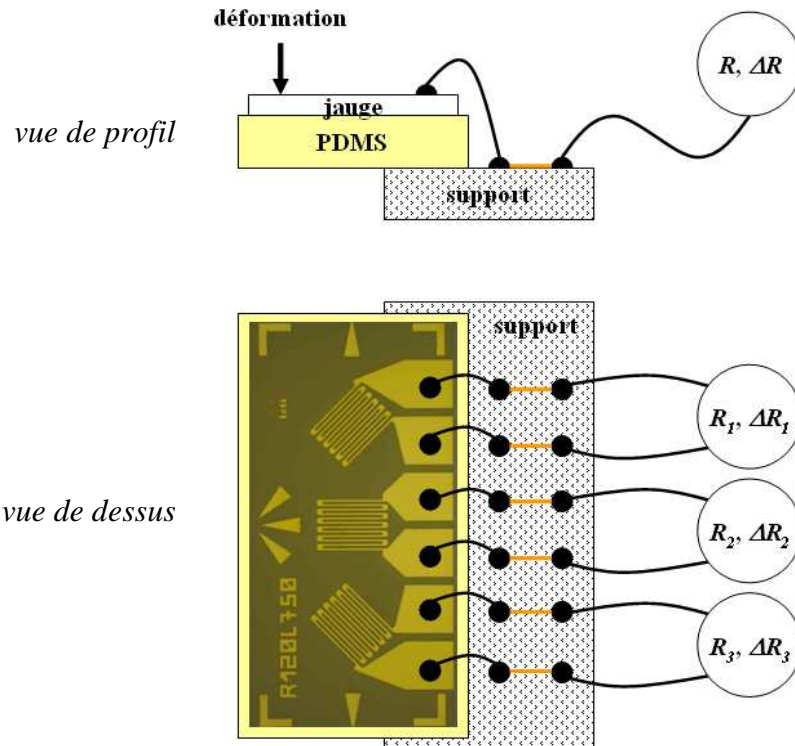 déformation
R, ΔR
jauge
vue de profil
PDMS
support
support
R₁, ΔR₁
vue de dessus
R₂, ΔR₂
R₃, ΔR₃
R120L750